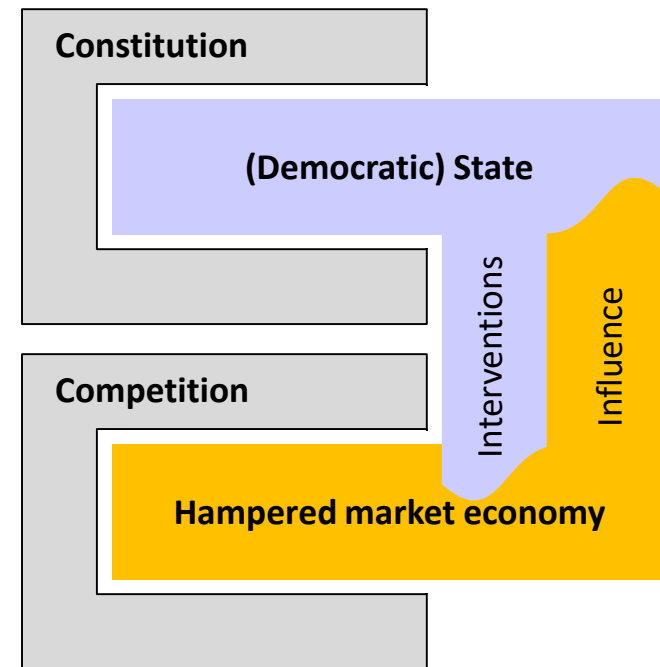 Constitution
(Democratic) State
Interventions
Influence
Competition
Hampered market economy